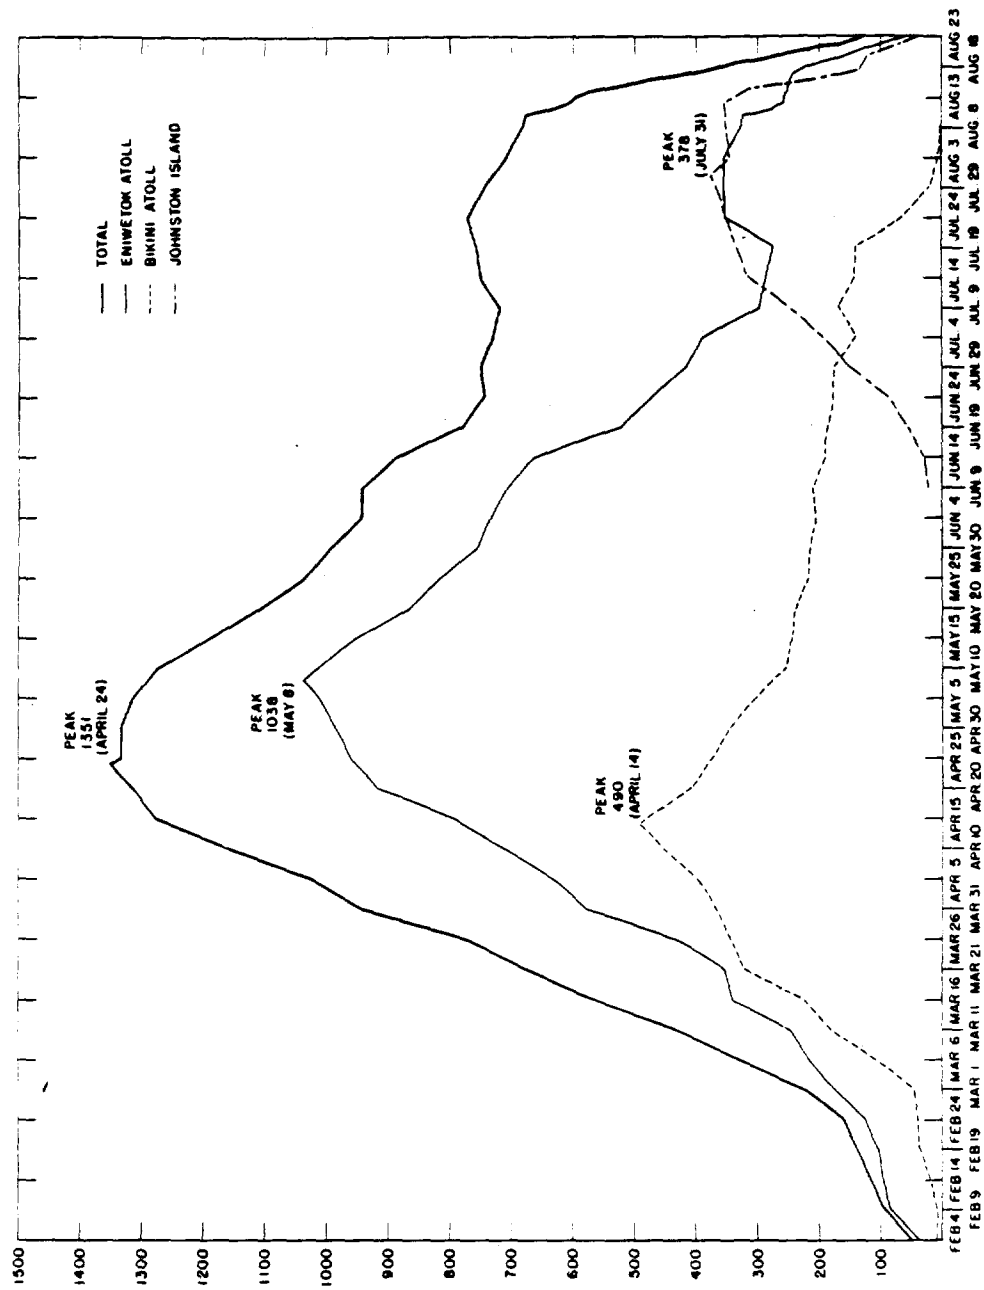 TOTAL
ENIWETOK ATOLL
BIKINI ATOLL
JOHNSTON ISLAND
PEAK
1351
(APRIL 24)
PEAK
1038
(MAY 8)
PEAK
490
(APRIL 14)
PEAK
378
(JULY 31)
1500
1400
1300
1200
1100
1000
900
800
700
600
500
400
300
200
100
FEB 4 FEB 14 FEB 24 MAR 6 MAR 16 MAR 26 APR 5 APR 15 APR 25 MAY 5 MAY 15 MAY 25 JUN 4 JUN 14 JUN 24 JUL 4 JUL 14 JUL 24 AUG 3 AUG 13 AUG 23
FEB 9 FEB 19 MAR 1 MAR 11 MAR 21 MAR 31 APR 10 APR 20 APR 30 MAY 10 MAY 20 MAY 30 JUN 9 JUN 19 JUN 29 JUL 9 JUL 19 JUL 29 AUG 8 AUG 18